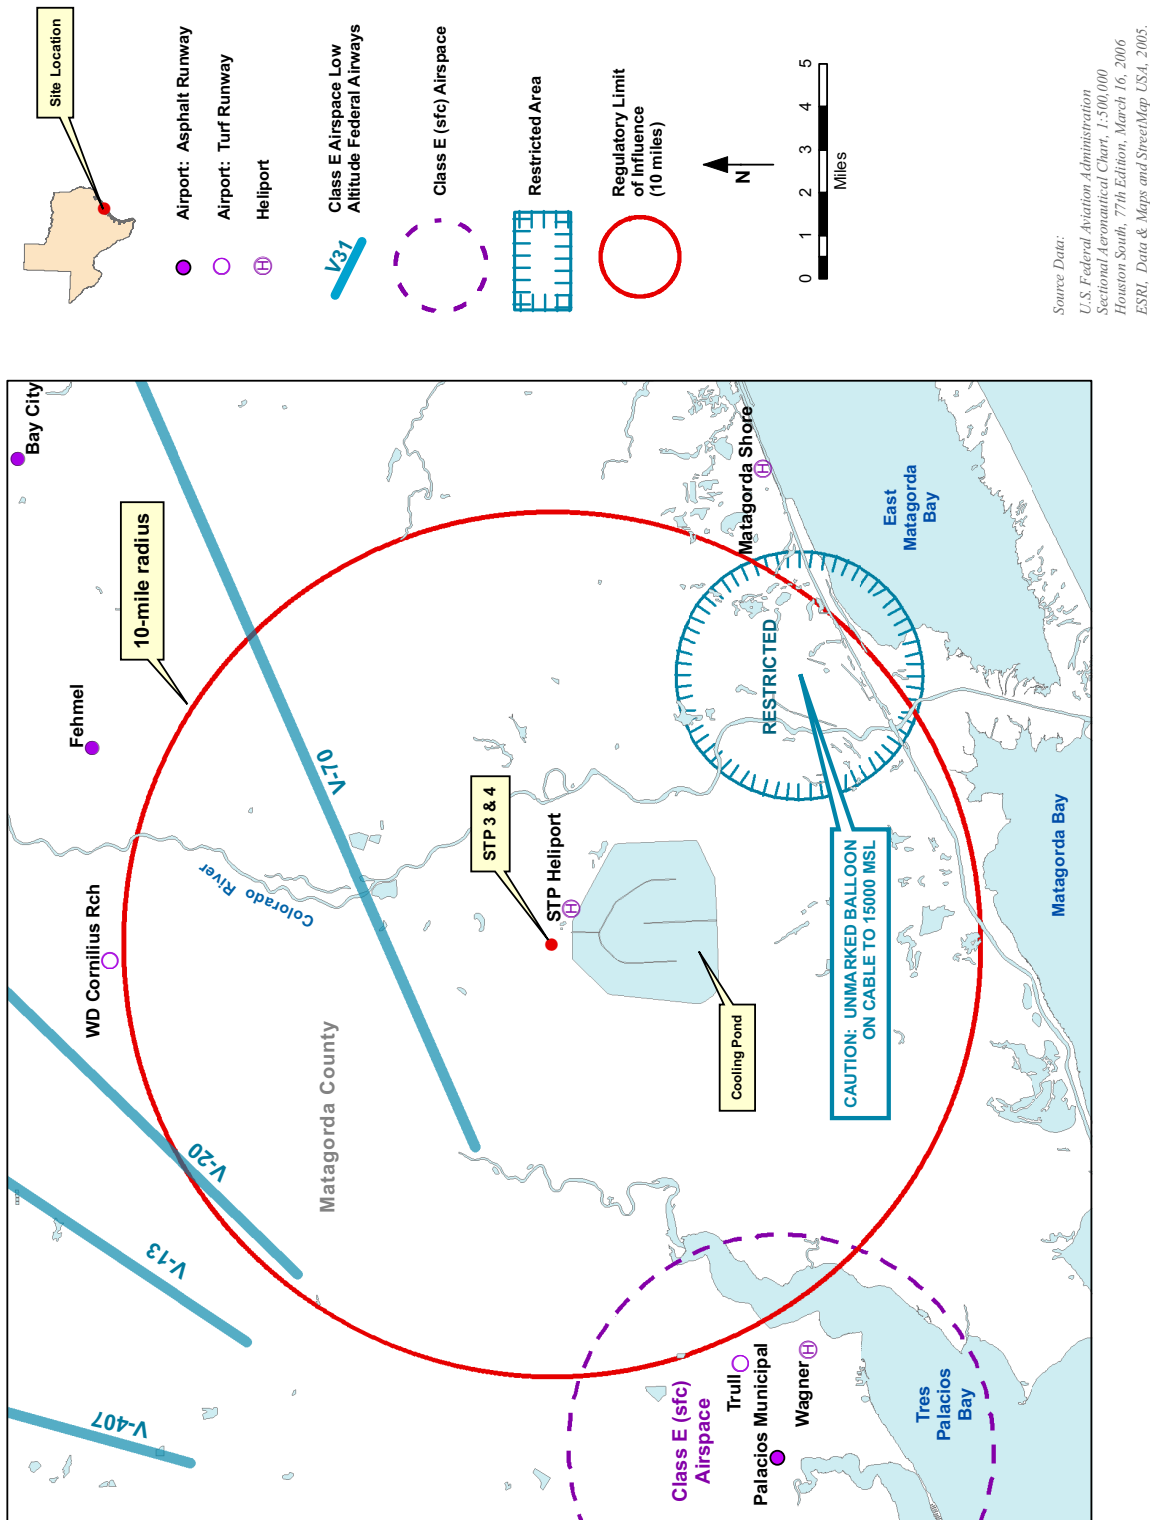 Site Location
Airport: Asphalt Runway
Airport: Turf Runway
H
Heliport
V31
Class E Airspace Low
Altitude Federal Airways
Class E (sfc) Airspace
Restricted Area
Regulatory Limit
of Influence
(10 miles)
N
0 1 2 3 4 5
Miles
Source Data:
U.S. Federal Aviation Administration
Sectional Aeronautical Chart, 1:500,000
Houston South, 77th Edition, March 16, 2006
ESRI, Data & Maps and StreetMap USA, 2005.
Bay City
10-mile radius
Fehmel
WD Cornilius Rch
Colorado River
V-70
V-20
V-13
V-407
Matagorda County
STP 3 & 4
STP Heliport
H
Cooling Pond
Matagorda Shore
H
RESTRICTED
CAUTION: UNMARKED BALLOON
ON CABLE TO 15000 MSL
East
Matagorda
Bay
Matagorda Bay
Class E (sfc)
Airspace
Trull
Palacios Municipal
Wagner
H
Tres
Palacios
Bay